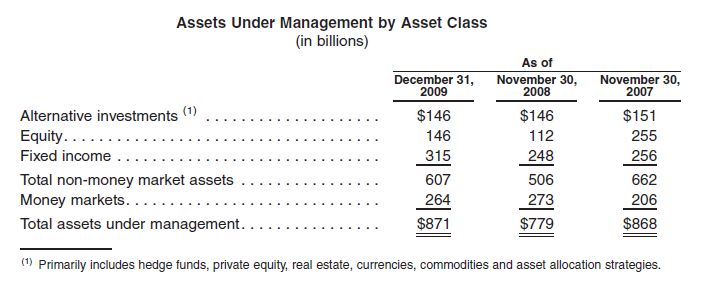 Assets Under Management by Asset Class
(in billions)
As of
December 31, 2009 November 30, 2008 November 30, 2007
Alternative investments (1) . . . . . . . . . . . . . . . . . . . . $146 $146 $151
Equity. . . . . . . . . . . . . . . . . . . . . . . . . . . . . . . . . . . . 146 112 255
Fixed income . . . . . . . . . . . . . . . . . . . . . . . . . . . . . . 315 248 256
Total non-money market assets . . . . . . . . . . . . . . . . 607 506 662
Money markets. . . . . . . . . . . . . . . . . . . . . . . . . . . . . 264 273 206
Total assets under management. . . . . . . . . . . . . . . . $871 $779 $868
(1) Primarily includes hedge funds, private equity, real estate, currencies, commodities and asset allocation strategies.